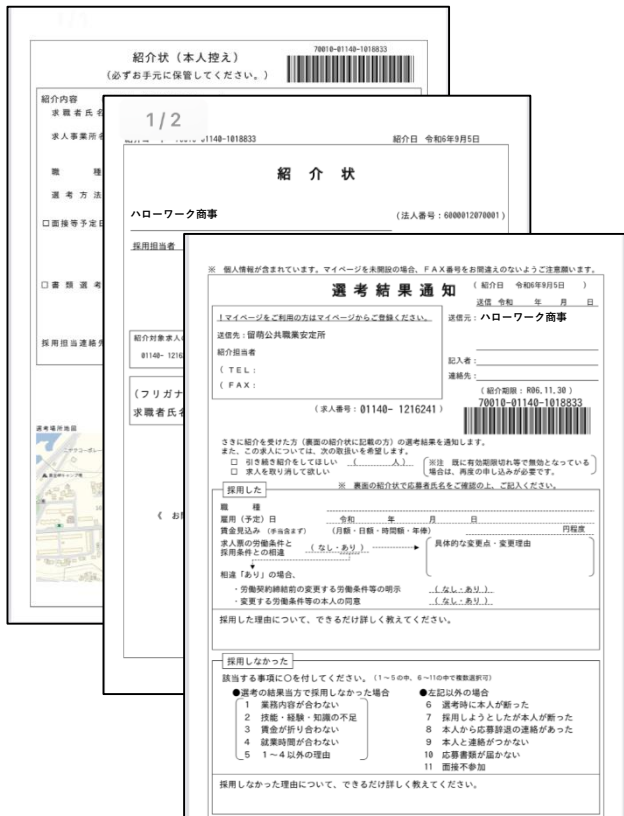 紹介状（本人控え）
（必ずお手元に保管してください。）
70010-01140-1018833
紹介内容
求職者氏名
求人事業所名
職　　種
選考方法
□面接等予定日
□書類選考
採用担当連絡先
選考場所地図
1/2
70010-01140-1018833
紹介日　令和6年9月5日
紹　介　状
ハローワーク商事
（法人番号：6000012070001）
採用担当者
紹介対象求人の
01140- 1216
（フリガナ
求職者氏名
《　お
※　個人情報が含まれています。マイページを未開設の場合、ＦＡＸ番号をお間違えのないようご注意願います。
選考結果通知
（　紹介日　令和6年9月5日　）
送信　令和　　年　　月　　日
！マイページをご利用の方はマイページからご登録ください。
送信元：ハローワーク商事
送信先：留萌公共職業安定所
紹介担当者
（ＴＥＬ：
（ＦＡＸ：
記入者：
連絡先：
（紹介期限：R06.11.30）
（求人番号：01140- 1216241）
70010-01140-1018833
さきに紹介を受けた方（裏面の紹介状に記載の方）の選考結果を通知します。
また、この求人については、次の取扱いを希望します。
□　引き続き紹介をしてほしい　（　　　人）
□　求人を取り消して欲しい
（※注　既に有効期限切れ等で無効となっている場合は、再度の申し込みが必要です。）
※　裏面の紹介状で応募者氏名をご確認の上、ご記入ください。
採用した
職　　種
雇用（予定）日　　令和　　年　　月　　日
賃金見込み（手当含まず）　（月額・日額・時間額・年俸）　　円程度
求人票の労働条件と
採用条件との相違　（なし・あり）
具体的な変更点・変更理由
相違「あり」の場合、
・労働契約締結前の変更する労働条件等の明示　（なし・あり）
・変更する労働条件等の本人の同意　（なし・あり）
採用した理由について、できるだけ詳しく教えてください。
採用しなかった
該当する事項に○を付してください。（1～5の中、6～11の中で複数選択可）
●選考の結果当方で採用しなかった場合
1　業務内容が合わない
2　技能・経験・知識の不足
3　賃金が折り合わない
4　就業時間が合わない
5　1～4以外の理由
●左記以外の場合
6　選考時に本人が断った
7　採用しようとしたが本人が断った
8　本人から応募辞退の連絡があった
9　本人と連絡がつかない
10　応募書類が届かない
11　面接不参加
採用しなかった理由について、できるだけ詳しく教えてください。